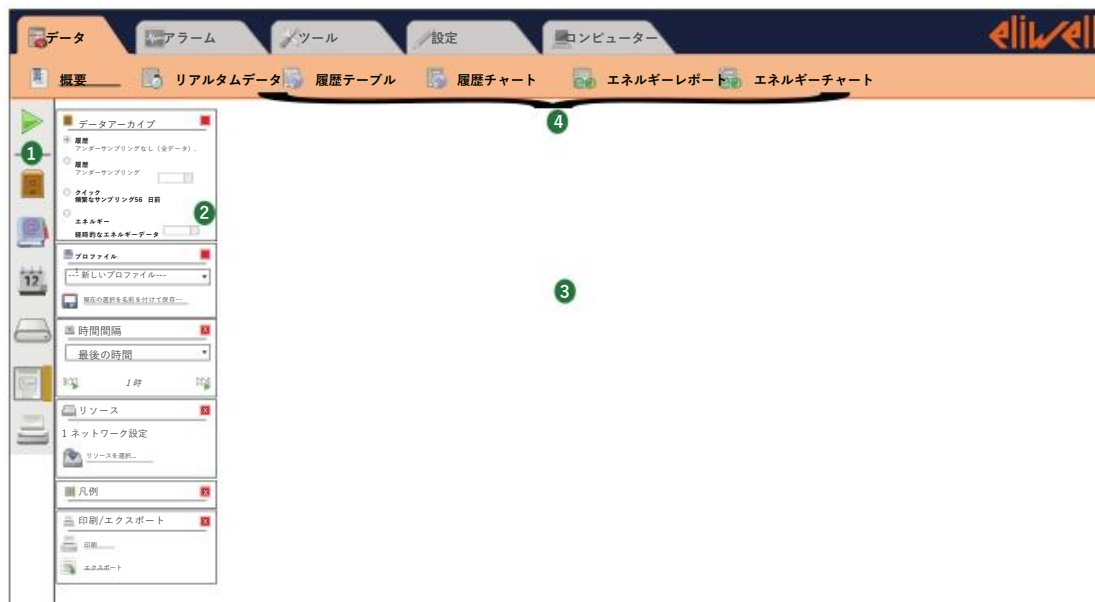 データ
アラーム
ツール
設定
コンピューター
eliwell
概要
リアルタムデータ
履歴テーブル
履歴チャート
エネルギーレポート
エネルギーチャート
4
1
データアーカイブ
履歴
アンダーサンプリングなし（全データ）.
履歴
アンダーサンプリング
クイック
頻繁なサンプリング56 日前
2
エネルギー
経時的なエネルギーデータ
プロファイル
---新しいプロファイル---
現在の選択を名前を付けて保存...
3
12
時間間隔
X
最後の時間
1 時
リソース
X
1 ネットワーク設定
リソースを選択...
凡例
X
印刷/エクスポート
X
印刷
エクスポート